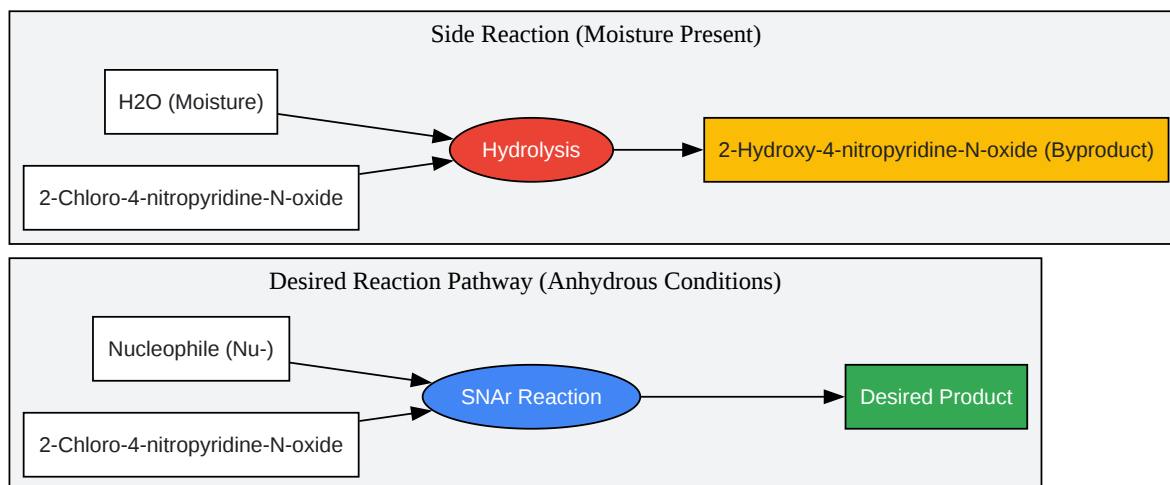 Side Reaction (Moisture Present)
H2O (Moisture)
Hydrolysis
2-Hydroxy-4-nitropyridine-N-oxide (Byproduct)
2-Chloro-4-nitropyridine-N-oxide
Desired Reaction Pathway (Anhydrous Conditions)
Nucleophile (Nu-)
SNAr Reaction
Desired Product
2-Chloro-4-nitropyridine-N-oxide